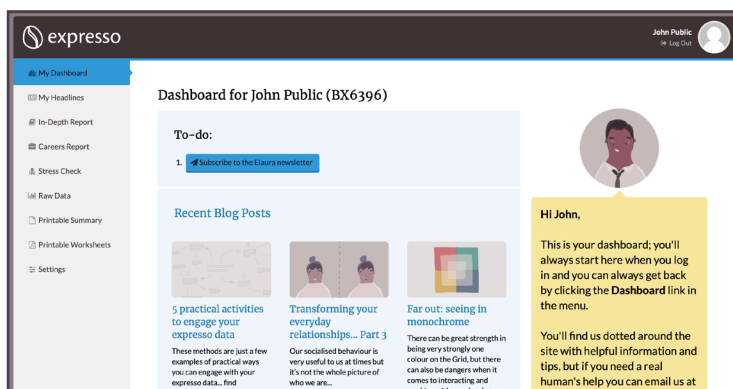 expresso
John Public
Log Out
My Dashboard
My Headlines
In-Depth Report
Careers Report
Stress Check
Raw Data
Printable Summary
Printable Worksheets
Settings
Dashboard for John Public (BX6396)
To-do:
1. Subscribe to the Elaura newsletter
Recent Blog Posts
5 practical activities
to engage your
expresso data
These methods are just a few
examples of practical ways
you can engage with your
expresso data... find
Transforming your
everyday
relationships... Part 3
Our socialised behaviour is
very useful to us at times but
it's not the whole picture of
who we are...
Far out: seeing in
monochrome
There can be great strength in
being very strongly one
colour on the Grid, but there
can also be dangers when it
comes to interacting and
Hi John,
This is your dashboard; you'll
always start here when you log
in and you can always get back
by clicking the Dashboard link in
the menu.
You'll find us dotted around the
site with helpful information and
tips, but if you need a real
human's help you can email us at